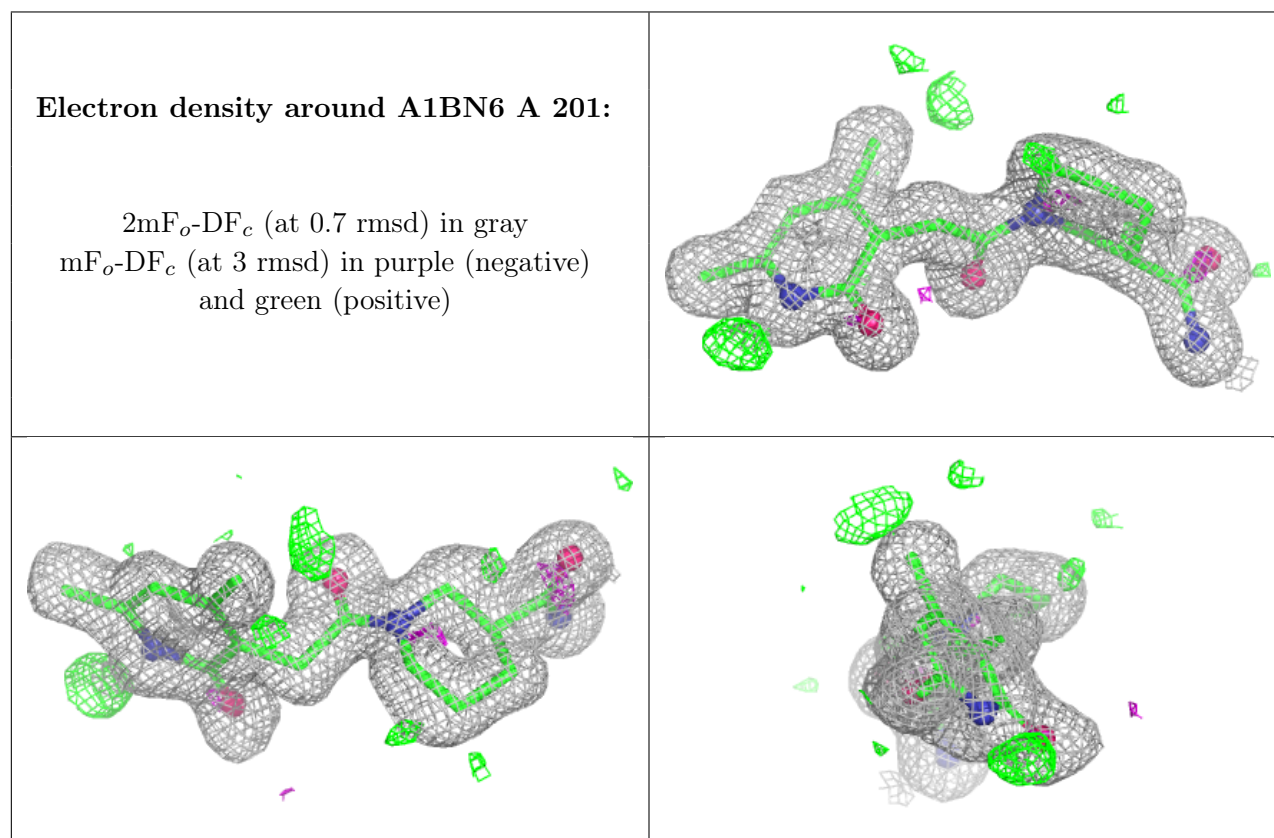 Electron density around A1BN6 A 201:
2mFo-DFc (at 0.7 rmsd) in gray
mFo-DFc (at 3 rmsd) in purple (negative)
and green (positive)